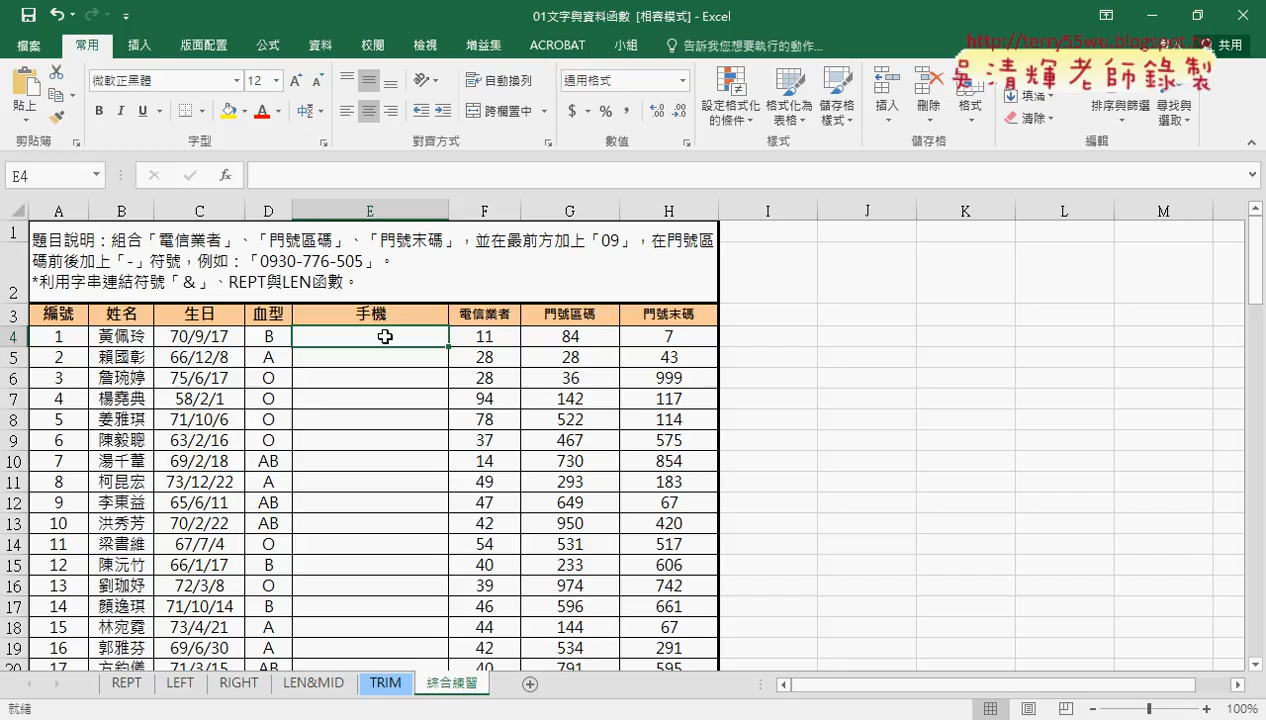 01文字與資料函數 [相容模式] - Excel
http://terry55wu.blogspot.
吳清輝老師錄製
檔案 常用 插入 版面配置 公式 資料 校閱 檢視 增益集 ACROBAT 小組 告訴我您想要執行的動作... 共用
貼上 微軟正黑體 12 自動換列 通用格式 設定格式化的條件 格式化為表格 儲存格樣式 插入 刪除 格式 填滿 清除 排序與篩選 尋找與選取
B I U 中 跨欄置中 $ % ,
剪貼簿 字型 對齊方式 數值 樣式 儲存格 編輯
E4 fx
A B C D E F G H I J K L M
1 題目說明：組合「電信業者」、「門號區碼」、「門號末碼」，並在最前方加上「09」，在門號區
碼前後加上「-」符號，例如：「0930-776-505」。
2 *利用字串連結符號「&」、REPT與LEN函數。
3 編號 姓名 生日 血型 手機 電信業者 門號區碼 門號末碼
4 1 黃佩玲 70/9/17 B 11 84 7
5 2 賴國彰 66/12/8 A 28 28 43
6 3 詹琬婷 75/6/17 O 28 36 999
7 4 楊堯典 58/2/1 O 94 142 117
8 5 姜雅琪 71/10/6 O 78 522 114
9 6 陳毅聰 63/2/16 O 37 467 575
10 7 湯千葦 69/2/18 AB 14 730 854
11 8 柯昆宏 73/12/22 A 49 293 183
12 9 李東益 65/6/11 AB 47 649 67
13 10 洪秀芳 70/2/22 AB 42 950 420
14 11 梁書維 67/7/4 O 54 531 517
15 12 陳沅竹 66/1/17 B 40 233 606
16 13 劉珈妤 72/3/8 O 39 974 742
17 14 顏逸琪 71/10/14 B 46 596 661
18 15 林宛霓 73/4/21 A 44 144 67
19 16 郭雅芬 69/6/30 A 42 534 291
20 17 方鈞儀 71/3/15 AB 40 791 595
REPT LEFT RIGHT LEN&MID TRIM 綜合練習
就緒 100%